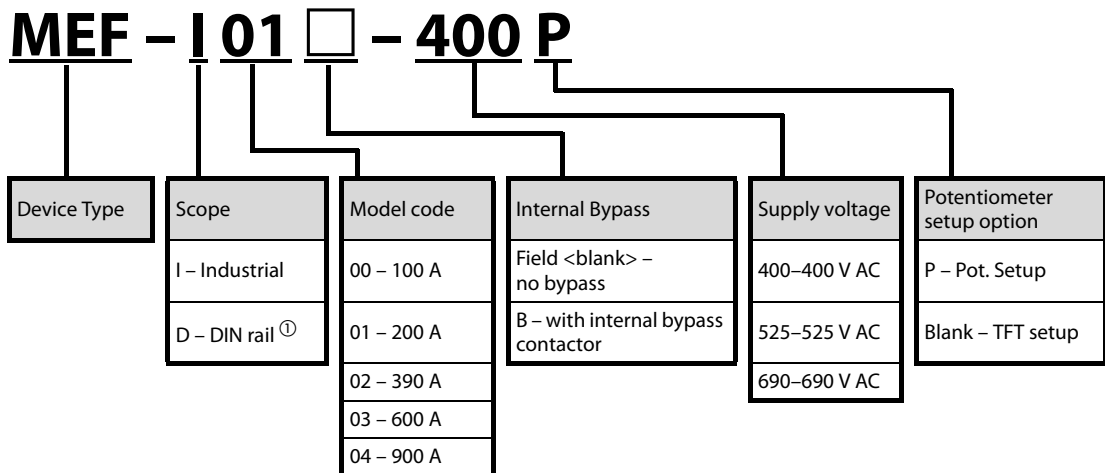 MEF – I 01 □ – 400 P
Device Type
Scope
I – Industrial
D – DIN rail ①
Model code
00 – 100 A
01 – 200 A
02 – 390 A
03 – 600 A
04 – 900 A
Internal Bypass
Field <blank> –
no bypass
B – with internal bypass
contactor
Supply voltage
400–400 V AC
525–525 V AC
690–690 V AC
Potentiometer
setup option
P – Pot. Setup
Blank – TFT setup